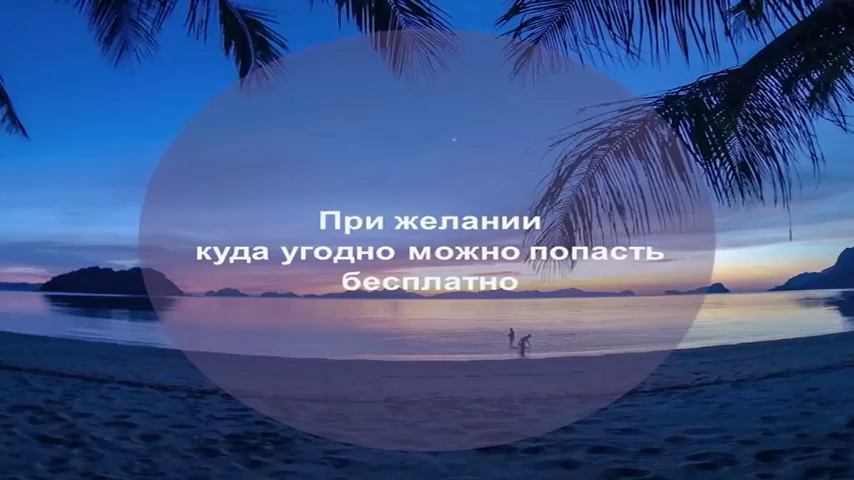 При желании
куда угодно можно попасть
бесплатно